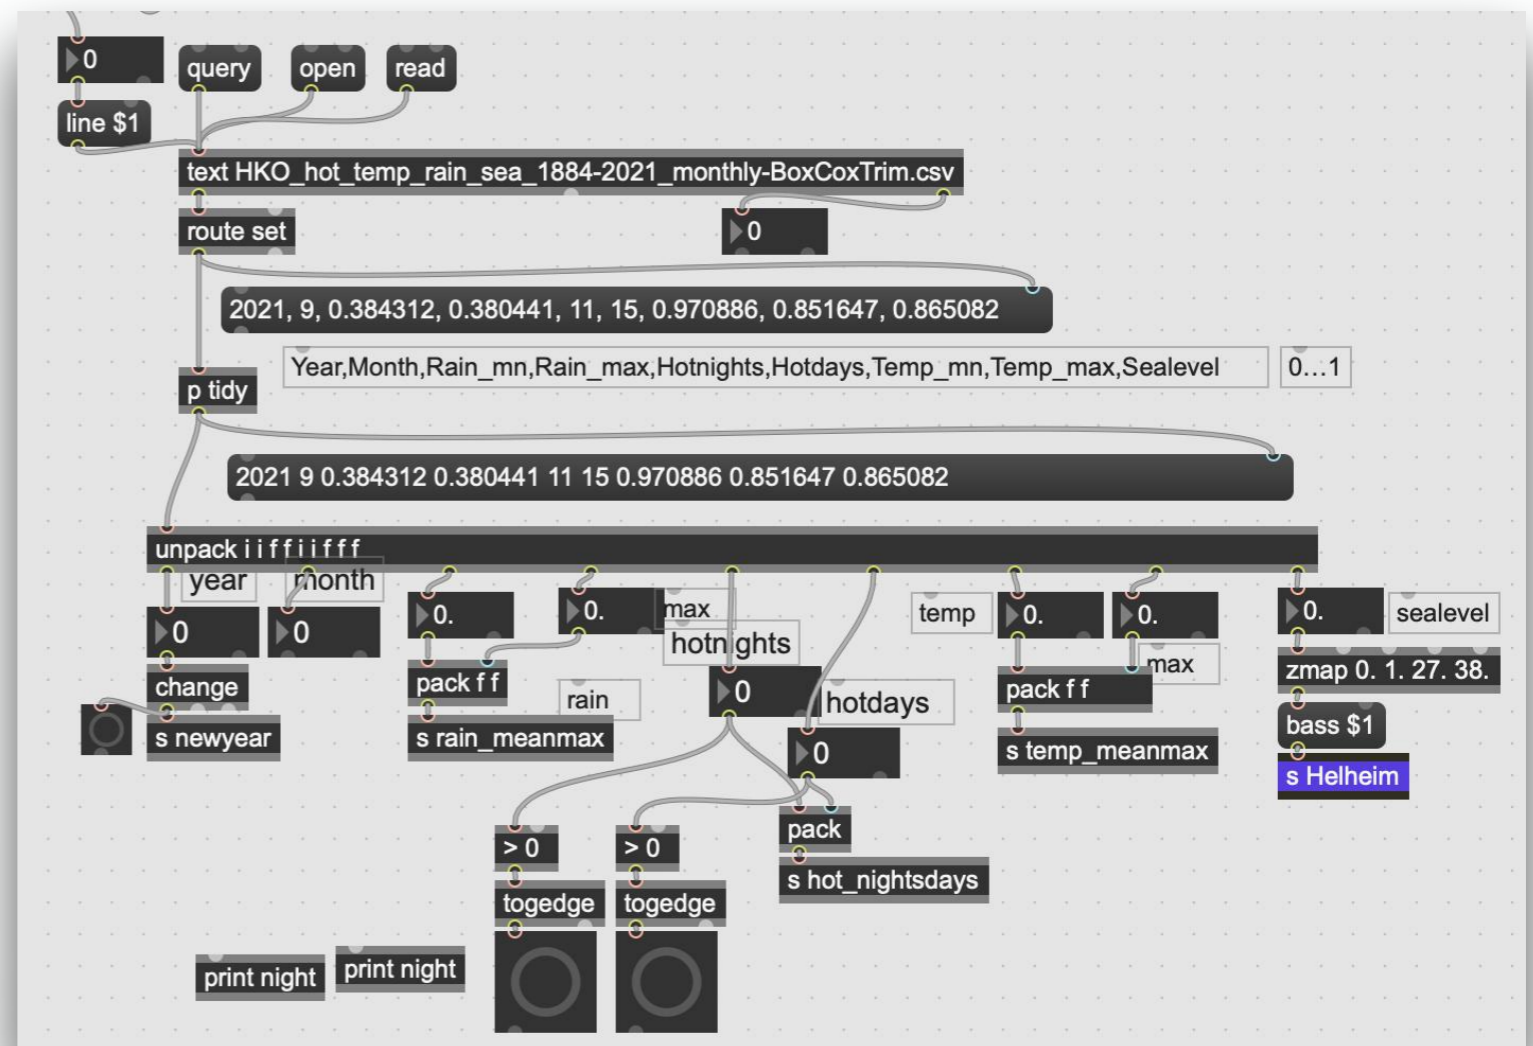 0
query
open
read
line $1
text HKO_hot_temp_rain_sea_1884-2021_monthly-BoxCoxTrim.csv
route set
0
2021, 9, 0.384312, 0.380441, 11, 15, 0.970886, 0.851647, 0.865082
Year,Month,Rain_mn,Rain_max,Hotnights,Hotdays,Temp_mn,Temp_max,Sealevel
0...1
p tidy
2021 9 0.384312 0.380441 11 15 0.970886 0.851647 0.865082
unpack i i f f i i f f f
year
month
0
0
0.
0.
max
hotnights
temp
0.
0.
max
0.
sealevel
change
pack f f
rain
0
hotdays
pack f f
zmap 0. 1. 27. 38.
s newyear
s rain_meanmax
0
s temp_meanmax
bass $1
s Helheim
> 0
> 0
pack
togedge
togedge
s hot_nightsdays
print night
print night